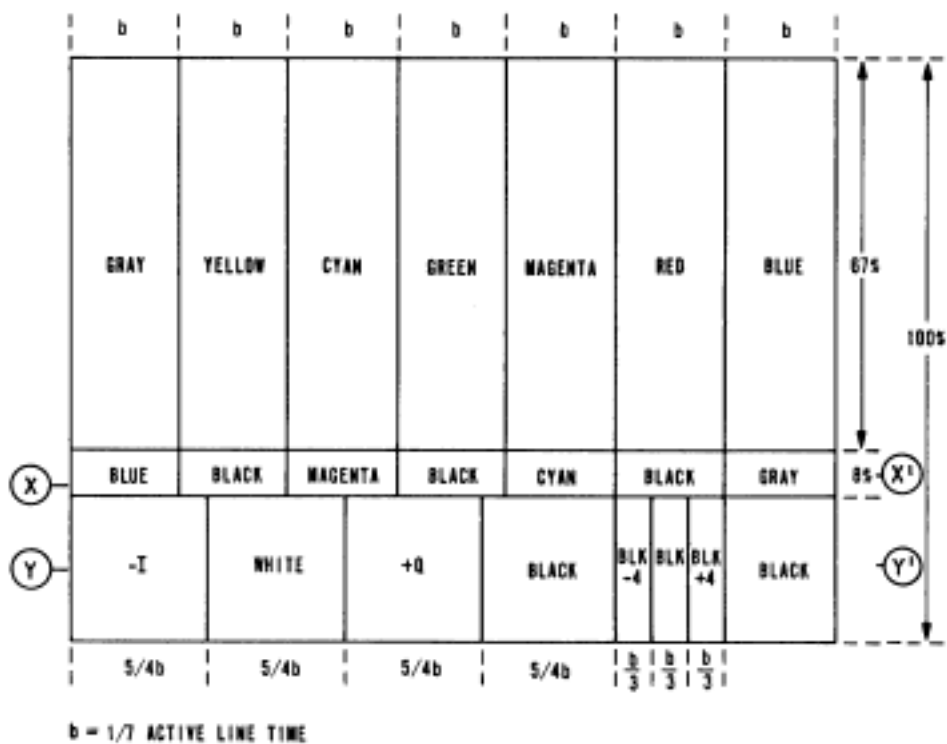 b b b b b b b
GRAY YELLOW CYAN GREEN MAGENTA RED BLUE 67%
100%
X BLUE BLACK MAGENTA BLACK CYAN BLACK GRAY 8% X'
Y -I WHITE +Q BLACK BLK -4 BLK BLK +4 BLACK Y'
5/4b 5/4b 5/4b 5/4b b/3 b/3 b/3
b = 1/7 ACTIVE LINE TIME